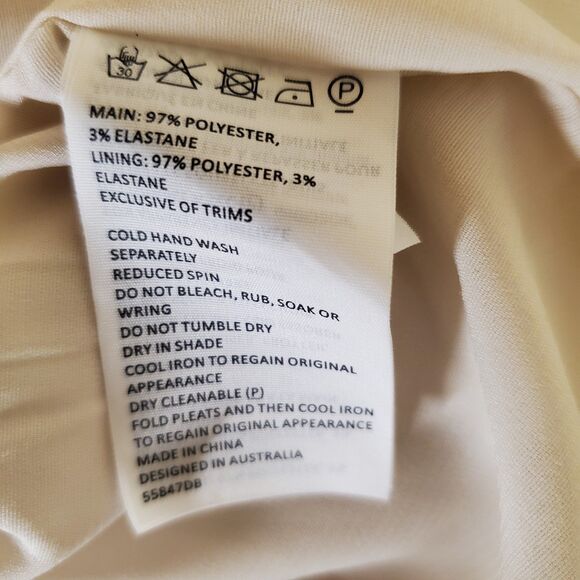 30
P
MAIN: 97% POLYESTER,
3% ELASTANE
LINING: 97% POLYESTER, 3%
ELASTANE
EXCLUSIVE OF TRIMS
COLD HAND WASH
SEPARATELY
REDUCED SPIN
DO NOT BLEACH, RUB, SOAK OR
WRING
DO NOT TUMBLE DRY
DRY IN SHADE
COOL IRON TO REGAIN ORIGINAL
APPEARANCE
DRY CLEANABLE (P)
FOLD PLEATS AND THEN COOL IRON
TO REGAIN ORIGINAL APPEARANCE
MADE IN CHINA
DESIGNED IN AUSTRALIA
55847DB